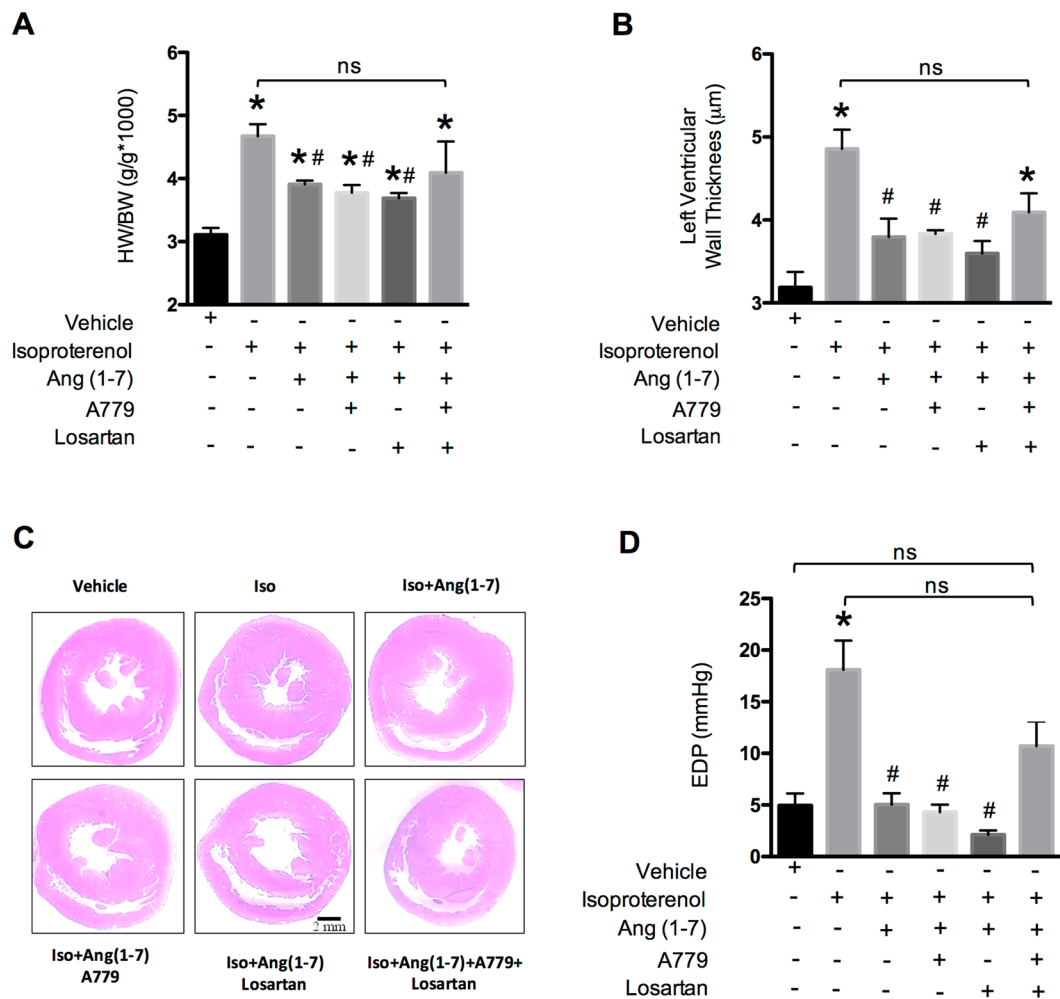 A
HW/BW (g/g*1000)
6
5
4
3
2
ns
*
*#
*#
*#
*
Vehicle + - - - - -
Isoproterenol - + + + + +
Ang (1-7) - - + + + +
A779 - - - + - +
Losartan - - - - + +
B
Left Ventricular
Wall Thicknees (μm)
6
5
4
3
ns
*
#
#
#
*
Vehicle + - - - - -
Isoproterenol - + + + + +
Ang (1-7) - - + + + +
A779 - - - + - +
Losartan - - - - + +
C
Vehicle
Iso
Iso+Ang(1-7)
2 mm
Iso+Ang(1-7)
A779
Iso+Ang(1-7)
Losartan
Iso+Ang(1-7)+A779+
Losartan
D
EDP (mmHg)
25
20
15
10
5
0
ns
ns
*
#
#
#
Vehicle + - - - - -
Isoproterenol - + + + + +
Ang (1-7) - - + + + +
A779 - - - + - +
Losartan - - - - + +